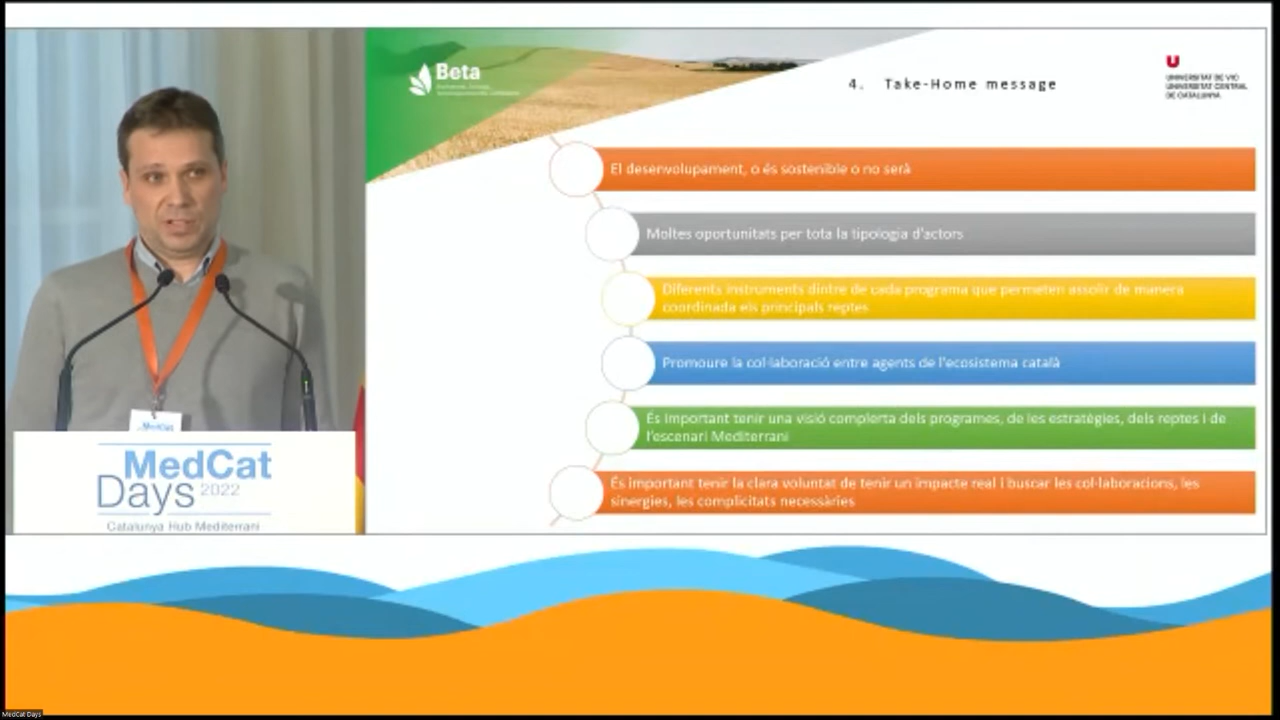 Beta
4. Take-Home message
U
UNIVERSITAT DE VIC
UNIVERSITAT CENTRAL
DE CATALUNYA
El desenvolupament, o és sostenible o no serà
Moltes oportunitats per tota la tipologia d'actors
Diferents instruments dintre de cada programa que permeten assolir de manera
coordinada els principals reptes
Promoure la col·laboració entre agents de l'ecosistema català
És important tenir una visió complerta dels programes, de les estratègies, dels reptes i de
l'escenari Mediterrani
És important tenir la clara voluntat de tenir un impacte real i buscar les col·laboracions, les
sinergies, les complicitats necessàries
MedCat
MedCat
Days 2022
Catalunya Hub Mediterrani
MedCat Days